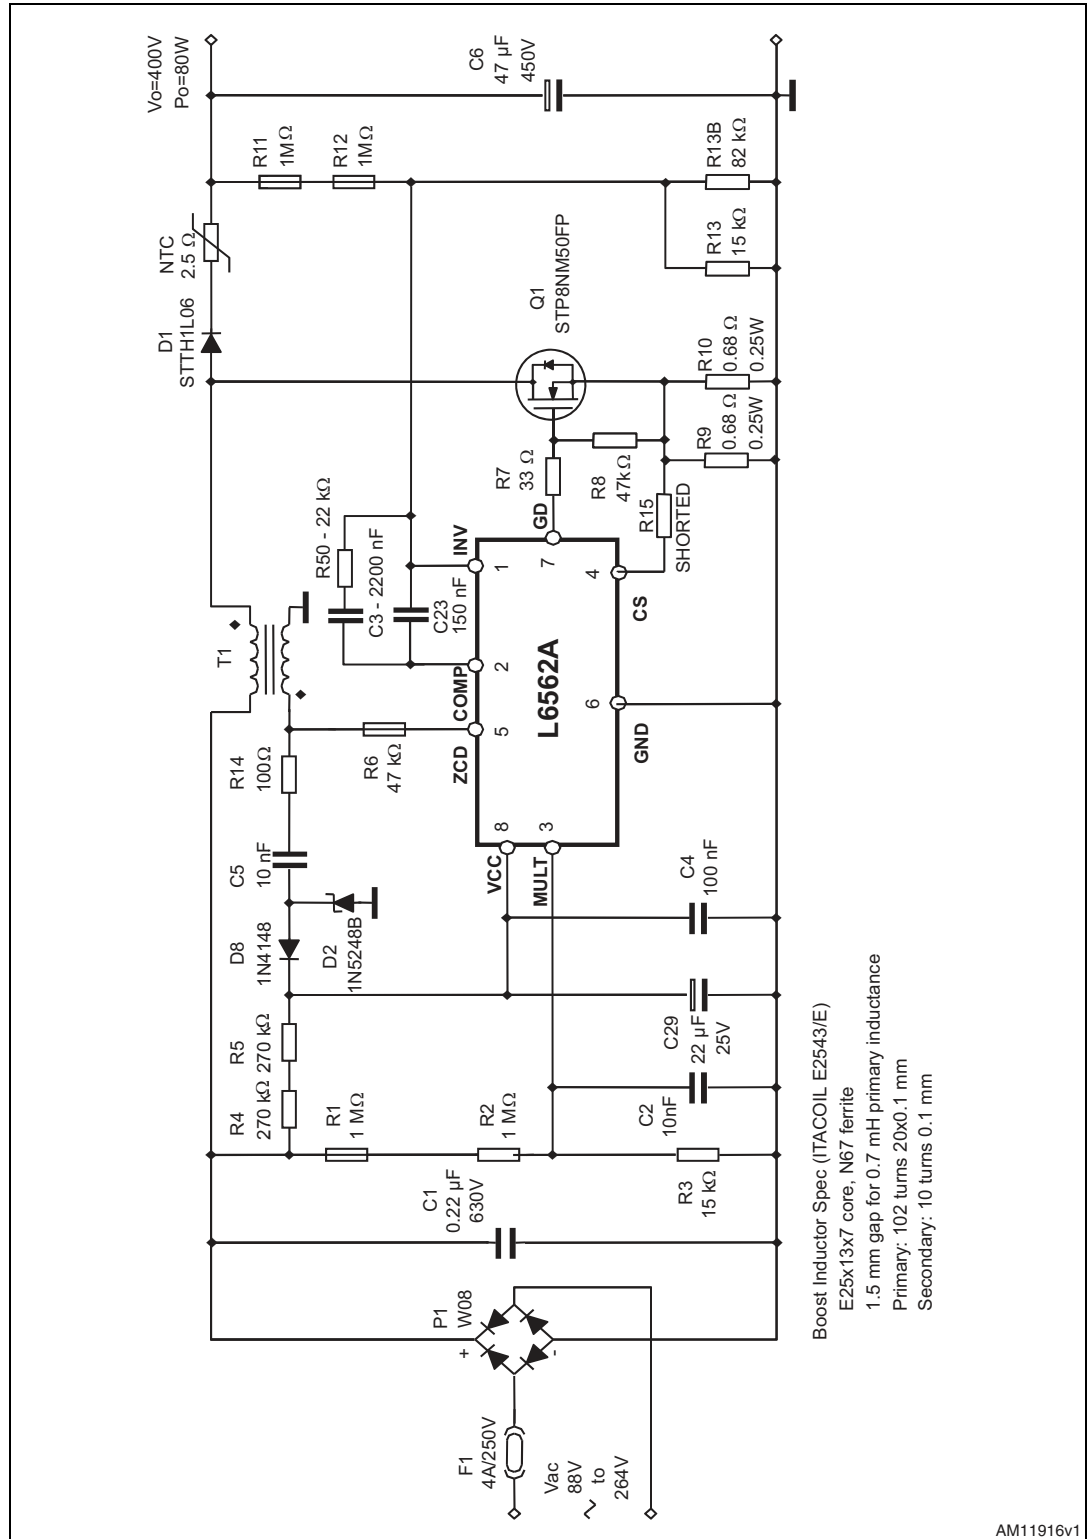 F1
4A/250V
Vac
88V
to
264V
P1
W08
+
-
C1
0.22 µF
630V
R4
270 kΩ
R5
270 kΩ
R1
1 MΩ
R2
1 MΩ
R3
15 kΩ
C2
10nF
C29
22 µF
25V
C4
100 nF
D8
1N4148
D2
1N5248B
C5
10 nF
R14
100Ω
T1
R6
47 kΩ
R50 - 22 kΩ
C3 - 2200 nF
C23
150 nF
VCC
8
MULT
3
ZCD
5
COMP
2
INV
1
L6562A
GND
6
CS
4
GD
7
R7
33 Ω
R8
47kΩ
R15
SHORTED
R9
0.68 Ω
0.25W
R10
0.68 Ω
0.25W
Q1
STP8NM50FP
D1
STTH1L06
NTC
2.5 Ω
R11
1MΩ
R12
1MΩ
R13
15 kΩ
R13B
82 kΩ
C6
47 µF
450V
Vo=400V
Po=80W
Boost Inductor Spec (ITACOIL E2543/E)
E25x13x7 core, N67 ferrite
1.5 mm gap for 0.7 mH primary inductance
Primary: 102 turns 20x0.1 mm
Secondary: 10 turns 0.1 mm
AM11916v1